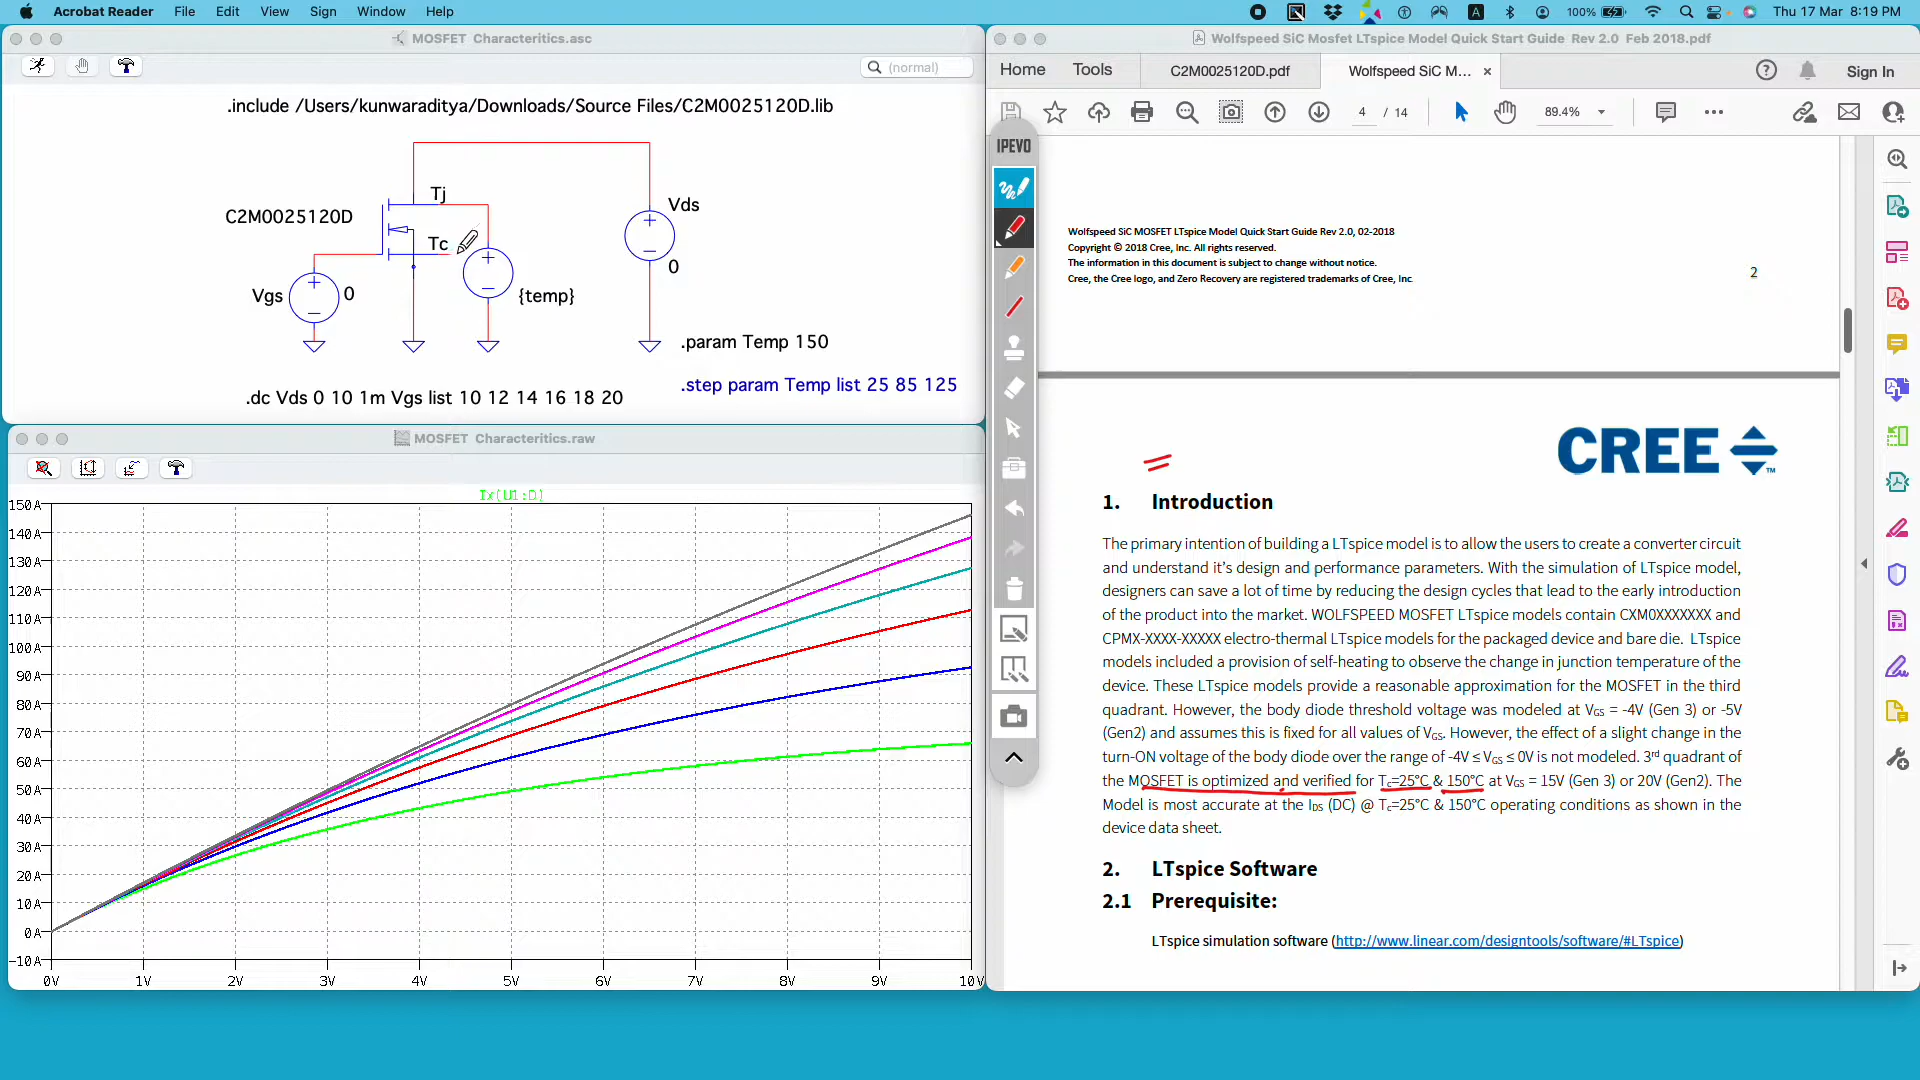 Acrobat Reader File Edit View Sign Window Help
A 100% Thu 17 Mar 8:19 PM
MOSFET Characteritics.asc
(normal)
.include /Users/kunwaraditya/Downloads/Source Files/C2M0025120D.lib
Tj
C2M0025120D
Tc
Vds
0
Vgs
0
{temp}
.param Temp 150
.step param Temp list 25 85 125
.dc Vds 0 10 1m Vgs list 10 12 14 16 18 20
MOSFET Characteritics.raw
Ix(U1:D)
150A
140A
130A
120A
110A
100A
90A
80A
70A
60A
50A
40A
30A
20A
10A
0A
-10A
0V 1V 2V 3V 4V 5V 6V 7V 8V 9V 10V
Wolfspeed SiC Mosfet LTspice Model Quick Start Guide Rev 2.0 Feb 2018.pdf
Home Tools C2M0025120D.pdf Wolfspeed SiC M... × Sign In
4 / 14 89.4%
IPEVO
Wolfspeed SiC MOSFET LTspice Model Quick Start Guide Rev 2.0, 02-2018
Copyright © 2018 Cree, Inc. All rights reserved.
The information in this document is subject to change without notice.
Cree, the Cree logo, and Zero Recovery are registered trademarks of Cree, Inc
2
CREE ™
1. Introduction
The primary intention of building a LTspice model is to allow the users to create a converter circuit
and understand it's design and performance parameters. With the simulation of LTspice model,
designers can save a lot of time by reducing the design cycles that lead to the early introduction
of the product into the market. WOLFSPEED MOSFET LTspice models contain CXM0XXXXXXX and
CPMX-XXXX-XXXXX electro-thermal LTspice models for the packaged device and bare die. LTspice
models included a provision of self-heating to observe the change in junction temperature of the
device. These LTspice models provide a reasonable approximation for the MOSFET in the third
quadrant. However, the body diode threshold voltage was modeled at VGS = -4V (Gen 3) or -5V
(Gen2) and assumes this is fixed for all values of VGS. However, the effect of a slight change in the
turn-ON voltage of the body diode over the range of -4V ≤ VGS ≤ 0V is not modeled. 3rd quadrant of
the MOSFET is optimized and verified for Tc=25°C & 150°C at VGS = 15V (Gen 3) or 20V (Gen2). The
Model is most accurate at the IDS (DC) @ Tc=25°C & 150°C operating conditions as shown in the
device data sheet.
2. LTspice Software
2.1 Prerequisite:
LTspice simulation software (http://www.linear.com/designtools/software/#LTspice)